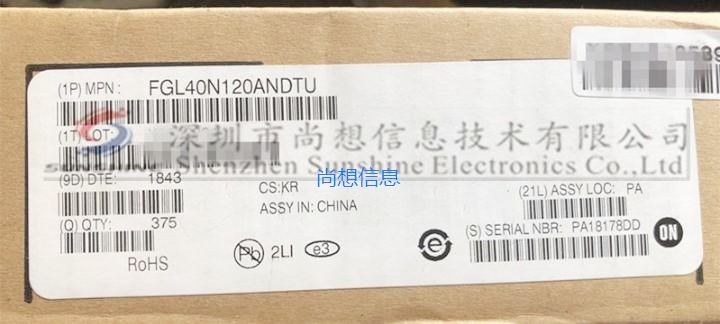 (1P) MPN: FGL40N120ANDTU
(1T) LOT:
深圳市尚想信息技术有限公司
Shenzhen Sunshine Electronics Co.,Ltd
(9D) DTE: 1843
尚想信息
CS:KR
(21L) ASSY LOC: PA
ASSY IN: CHINA
(Q) QTY: 375
(S) SERIAL NBR: PA18178DD
ON
Pb 2LI e3 e
RoHS